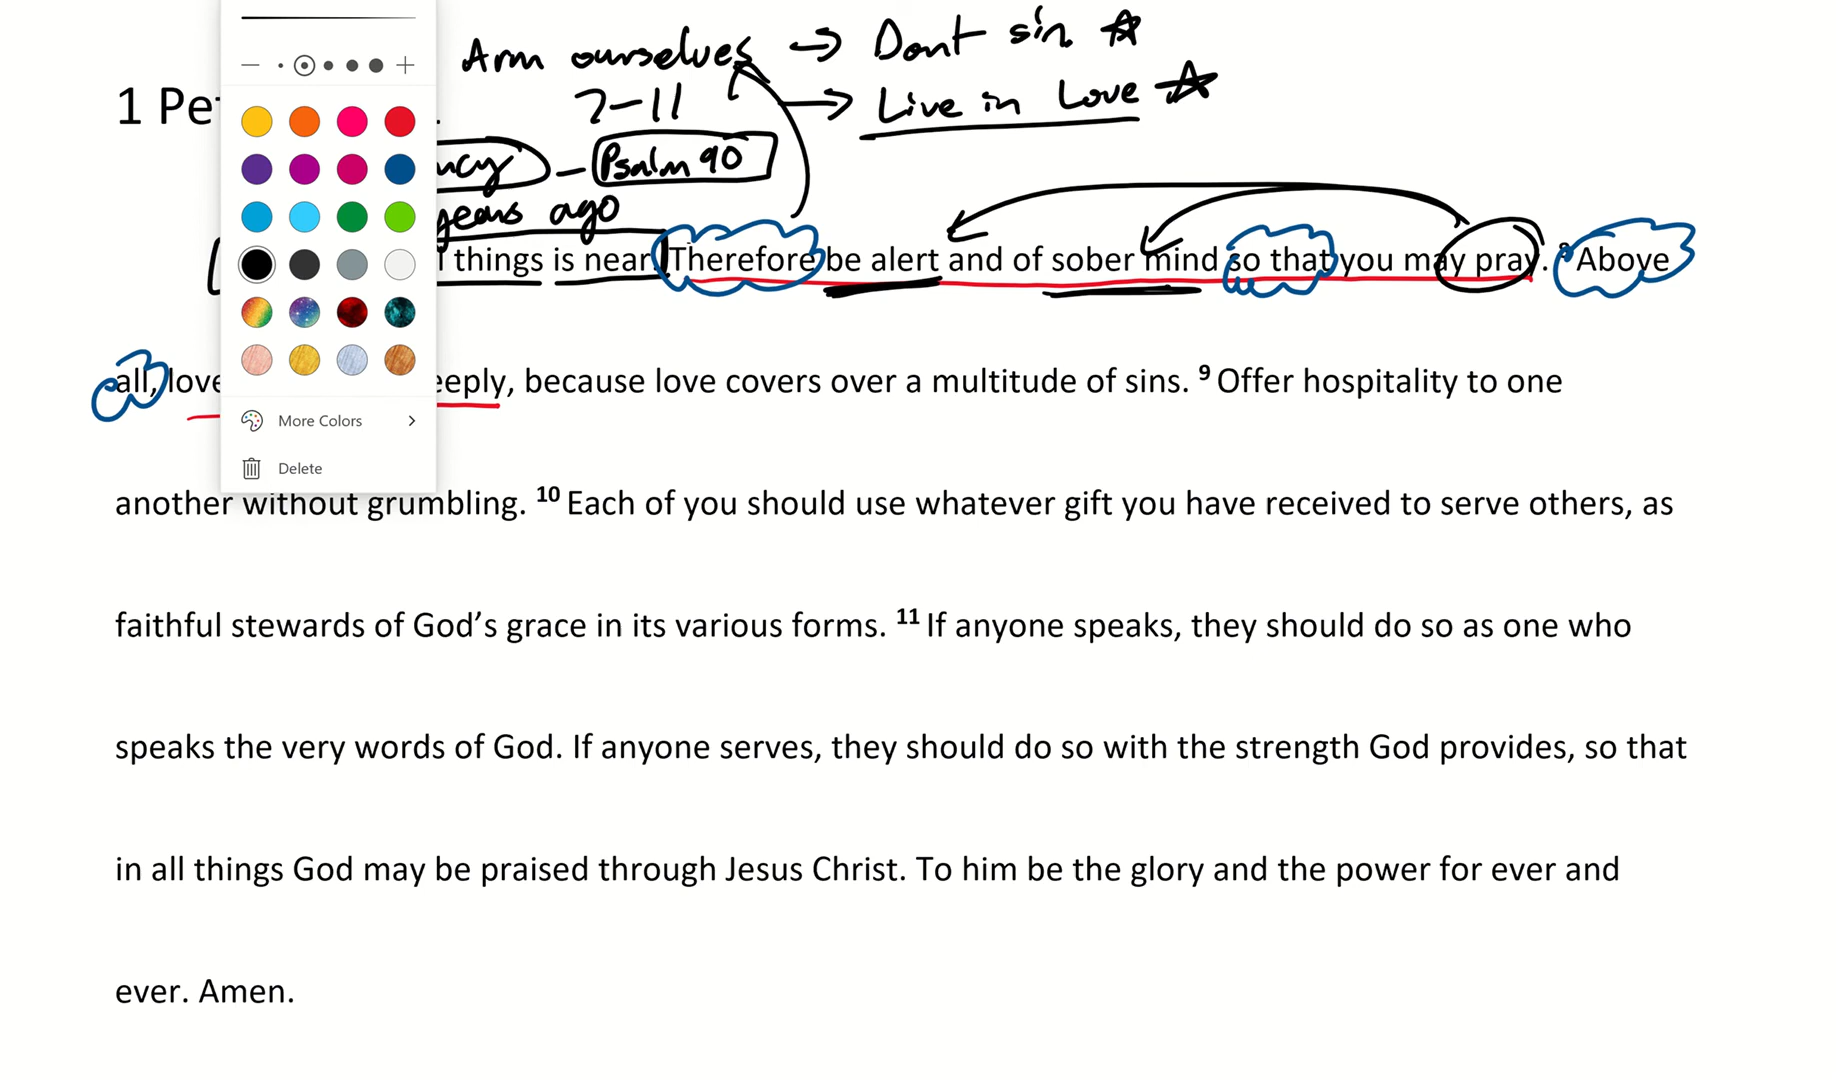 Arm ourselves → Dont sin ☆
1 Pe 7-11 → Live in Love ☆
ncy - Psalm 90
years ago
things is near. Therefore be alert and of sober mind so that you may pray. 8 Above
all, love eeply, because love covers over a multitude of sins. 9 Offer hospitality to one
More Colors
Delete
another without grumbling. 10 Each of you should use whatever gift you have received to serve others, as
faithful stewards of God’s grace in its various forms. 11 If anyone speaks, they should do so as one who
speaks the very words of God. If anyone serves, they should do so with the strength God provides, so that
in all things God may be praised through Jesus Christ. To him be the glory and the power for ever and
ever. Amen.